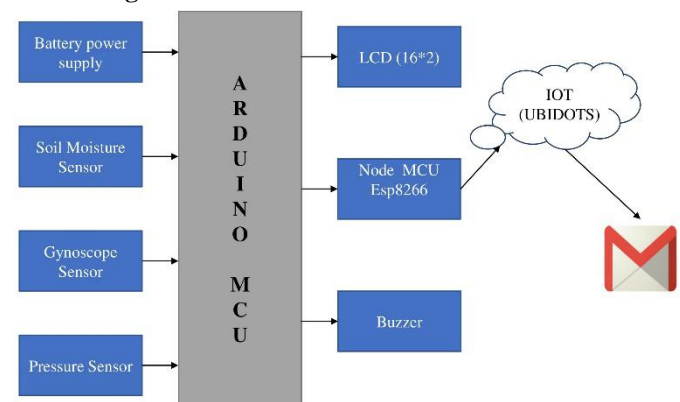 Battery power
supply
Soil Moisture
Sensor
Gynoscope
Sensor
Pressure Sensor
A
R
D
U
I
N
O
M
C
U
LCD (16*2)
Node MCU
Esp8266
Buzzer
IOT
(UBIDOTS)